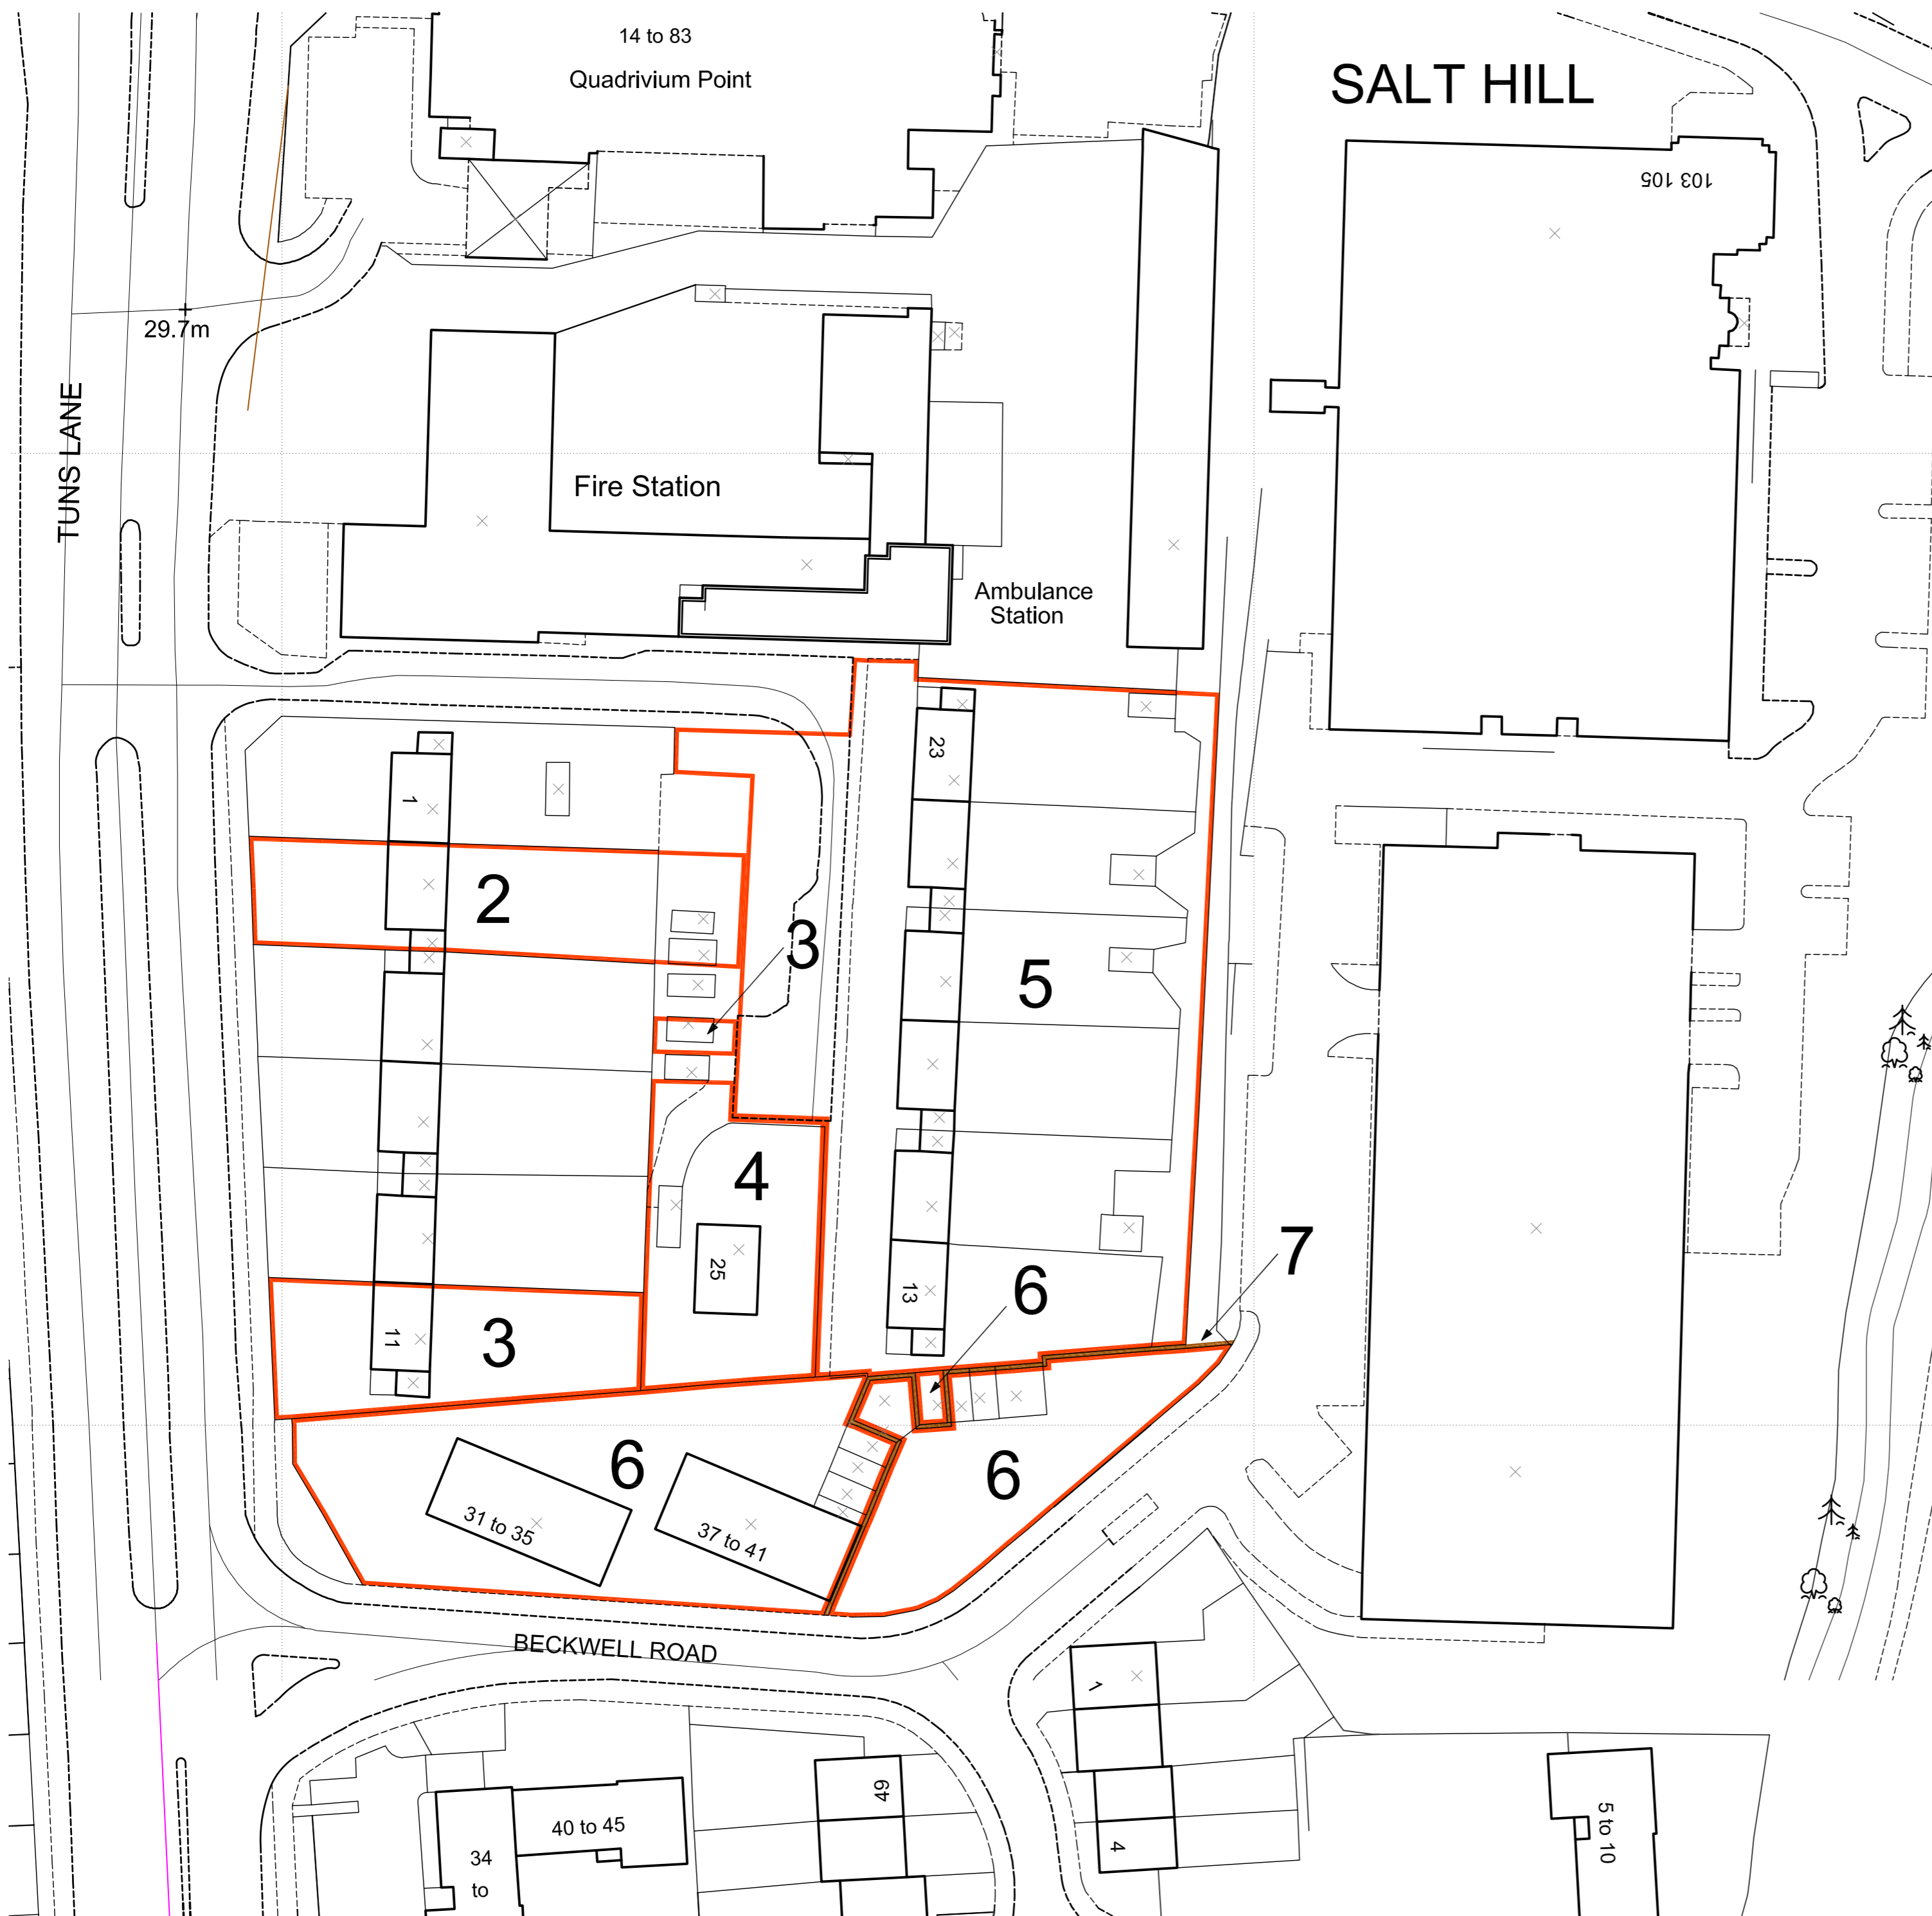 14 to 83
Quadrivium Point
SALT HILL
103 105
29.7m
TUNS LANE
Fire Station
Ambulance
Station
23
1
2
3
5
4
25
7
6
13
11
3
6
6
31 to 35
37 to 41
BECKWELL ROAD
1
49
40 to 45
4
5 to 10
34
to